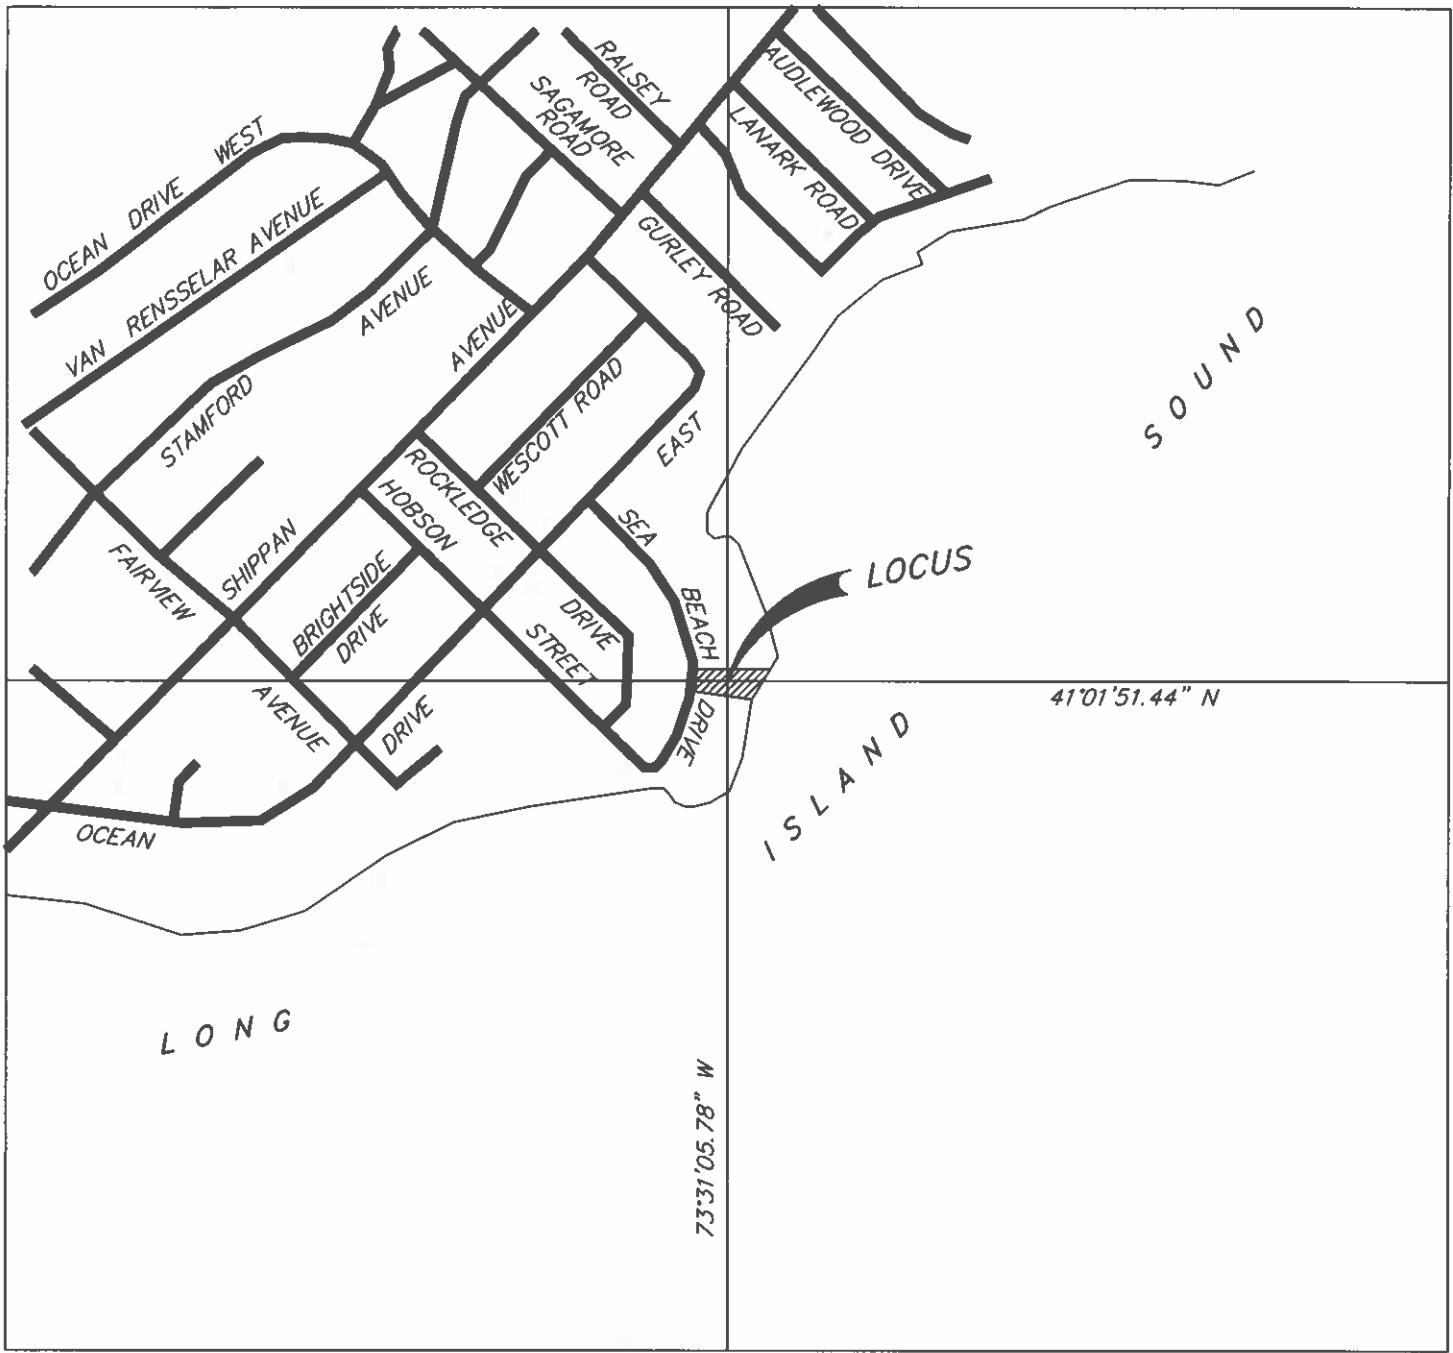 RALSEY
ROAD
SAGAMORE
ROAD
AUDLEWOOD DRIVE
LANARK ROAD
OCEAN DRIVE WEST
VAN RENSSELAR AVENUE
GURLEY ROAD
STAMFORD AVENUE
SHIPPAN AVENUE
WESCOTT ROAD
ROCKLEDGE DRIVE
HOBSON STREET
BRIGHTSIDE
DRIVE
FAIRVIEW AVENUE
OCEAN DRIVE EAST
SEA BEACH DRIVE
LOCUS
41°01'51.44" N
73°31'05.78" W
LONG ISLAND SOUND